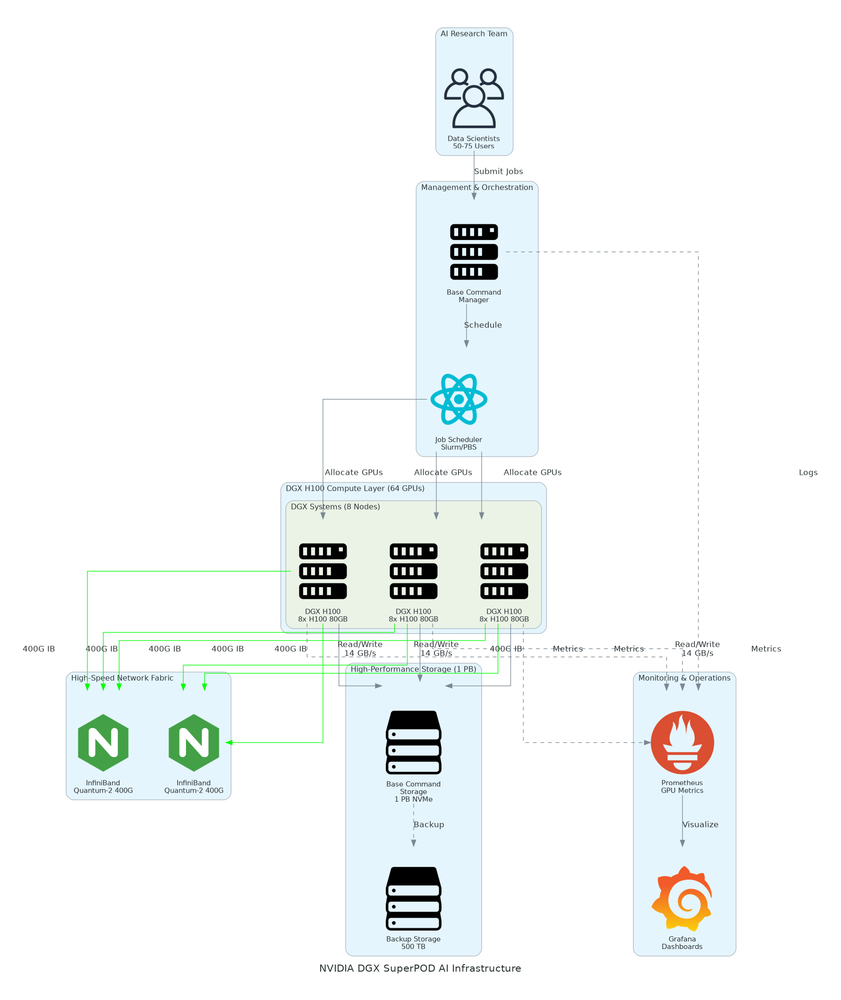 AI Research Team
Data Scientists
50-75 Users
Submit Jobs
Management & Orchestration
Base Command
Manager
Schedule
Job Scheduler
Slurm/PBS
Allocate GPUs
Allocate GPUs
Allocate GPUs
Logs
DGX H100 Compute Layer (64 GPUs)
DGX Systems (8 Nodes)
DGX H100
8x H100 80GB
DGX H100
8x H100 80GB
DGX H100
8x H100 80GB
400G IB
400G IB
400G IB
400G IB
400G IB
Read/Write
14 GB/s
Read/Write
14 GB/s
400G IB
Metrics
Metrics
Read/Write
14 GB/s
Metrics
High-Speed Network Fabric
InfiniBand
Quantum-2 400G
InfiniBand
Quantum-2 400G
High-Performance Storage (1 PB)
Base Command
Storage
1 PB NVMe
Backup
Backup Storage
500 TB
Monitoring & Operations
Prometheus
GPU Metrics
Visualize
Grafana
Dashboards
NVIDIA DGX SuperPOD AI Infrastructure